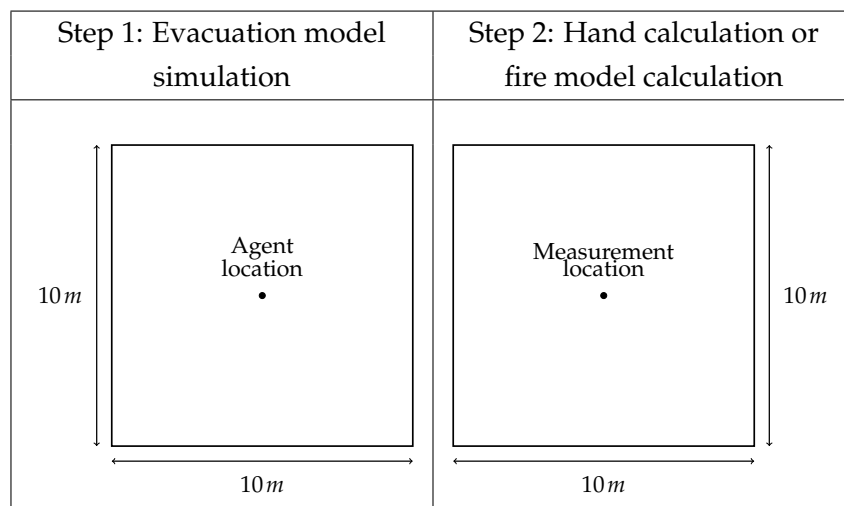 Step 1: Evacuation model
simulation
Step 2: Hand calculation or
fire model calculation
Agent
location
10 m
10 m
Measurement
location
10 m
10 m